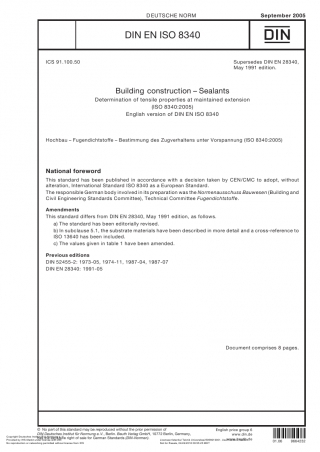 DEUTSCHE NORM
September 2005
DIN EN ISO 8340
DIN
ICS 91.100.50
Supersedes DIN EN 28340,
May 1991 edition.
Building construction – Sealants
Determination of tensile properties at maintained extension
(ISO 8340:2005)
English version of DIN EN ISO 8340
Hochbau – Fugendichtstoffe – Bestimmung des Zugverhaltens unter Vorspannung (ISO 8340:2005)
National foreword
This standard has been published in accordance with a decision taken by CEN/CMC to adopt, without
alteration, International Standard ISO 8340 as a European Standard.
The responsible German body involved in its preparation was the Normenausschuss Bauwesen (Building and
Civil Engineering Standards Committee), Technical Committee Fugendichtstoffe.
Amendments
This standard differs from DIN EN 28340, May 1991 edition, as follows.
a) The standard has been editorially revised.
b) In subclause 5.1, the substrate materials have been described in more detail and a cross-reference to
ISO 13640 has been included.
c) The values given in table 1 have been amended.
Previous editions
DIN 52455-2: 1973-05, 1974-11, 1987-04, 1987-07
DIN EN 28340: 1991-05
Document comprises 8 pages.
© No part of this standard may be reproduced without the prior permission of
DIN Deutsches Institut für Normung e.V., Berlin. Beuth Verlag GmbH, 10772 Berlin, Germany,
has the exclusive right of sale for German Standards (DIN-Normen).
English price group 6
www.din.de
www.beuth.de